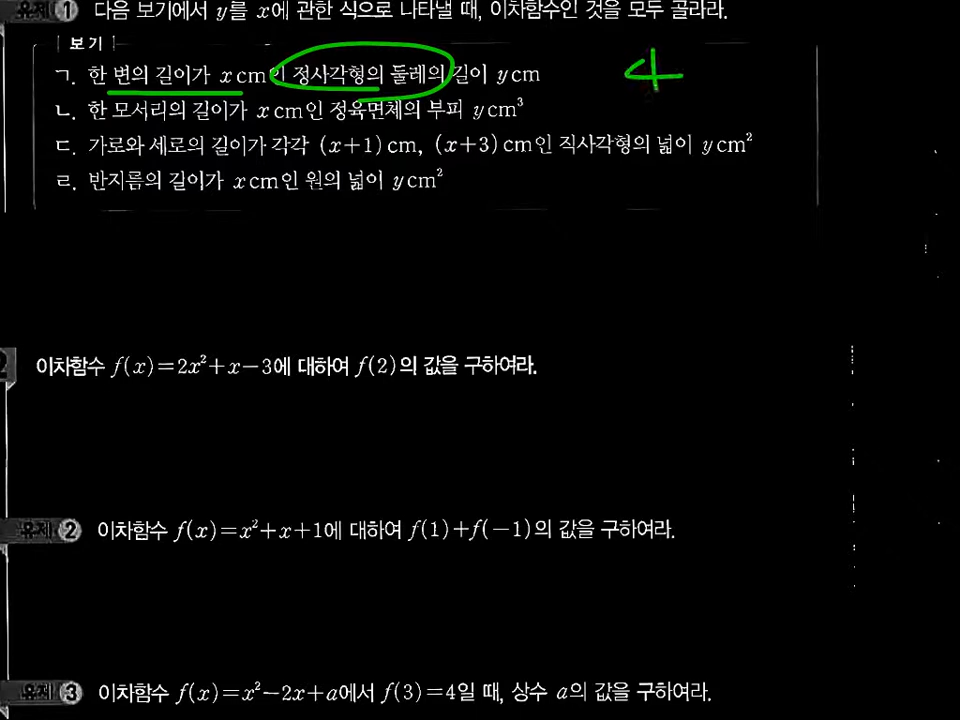 유제 1 다음 보기에서 y를 x에 관한 식으로 나타낼 때, 이차함수인 것을 모두 골라라.
보기
ㄱ. 한 변의 길이가 x cm인 정사각형의 둘레의 길이 y cm 4
ㄴ. 한 모서리의 길이가 x cm인 정육면체의 부피 y cm³
ㄷ. 가로와 세로의 길이가 각각 (x+1) cm, (x+3) cm인 직사각형의 넓이 y cm²
ㄹ. 반지름의 길이가 x cm인 원의 넓이 y cm²
2 이차함수 f(x)=2x²+x-3에 대하여 f(2)의 값을 구하여라.
유제 2 이차함수 f(x)=x²+x+1에 대하여 f(1)+f(-1)의 값을 구하여라.
유제 3 이차함수 f(x)=x²-2x+a에서 f(3)=4일 때, 상수 a의 값을 구하여라.